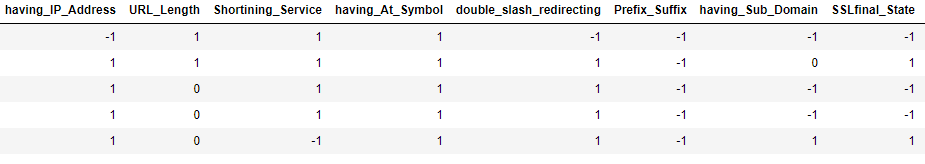 having_IP_Address URL_Length Shortining_Service having_At_Symbol double_slash_redirecting Prefix_Suffix having_Sub_Domain SSLfinal_State
-1 1 1 1 -1 -1 -1 -1
1 1 1 1 1 -1 0 1
1 0 1 1 1 -1 -1 -1
1 0 1 1 1 -1 -1 -1
1 0 -1 1 1 -1 1 1